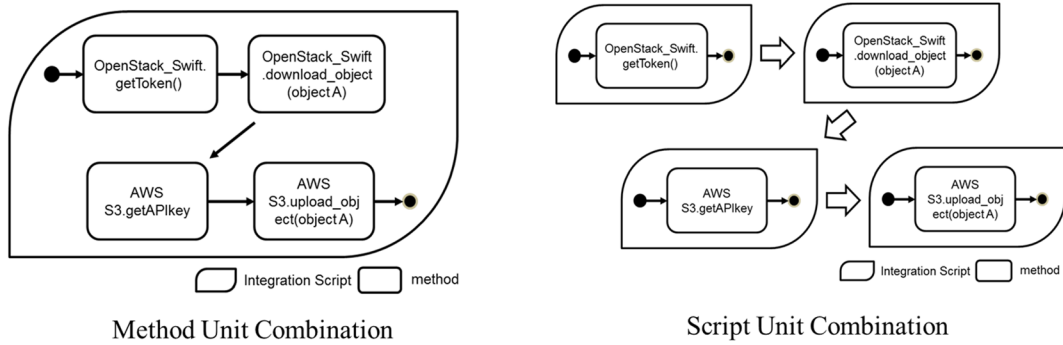 OpenStack_Swift.
getToken()
OpenStack_Swift
.download_object
(object A)
AWS
S3.getAPIkey
AWS
S3.upload_obj
ect(object A)
Integration Script
method
Method Unit Combination
OpenStack_Swift.
getToken()
OpenStack_Swift
.download_object
(object A)
AWS
S3.getAPIkey
AWS
S3.upload_obj
ect(object A)
Integration Script
method
Script Unit Combination